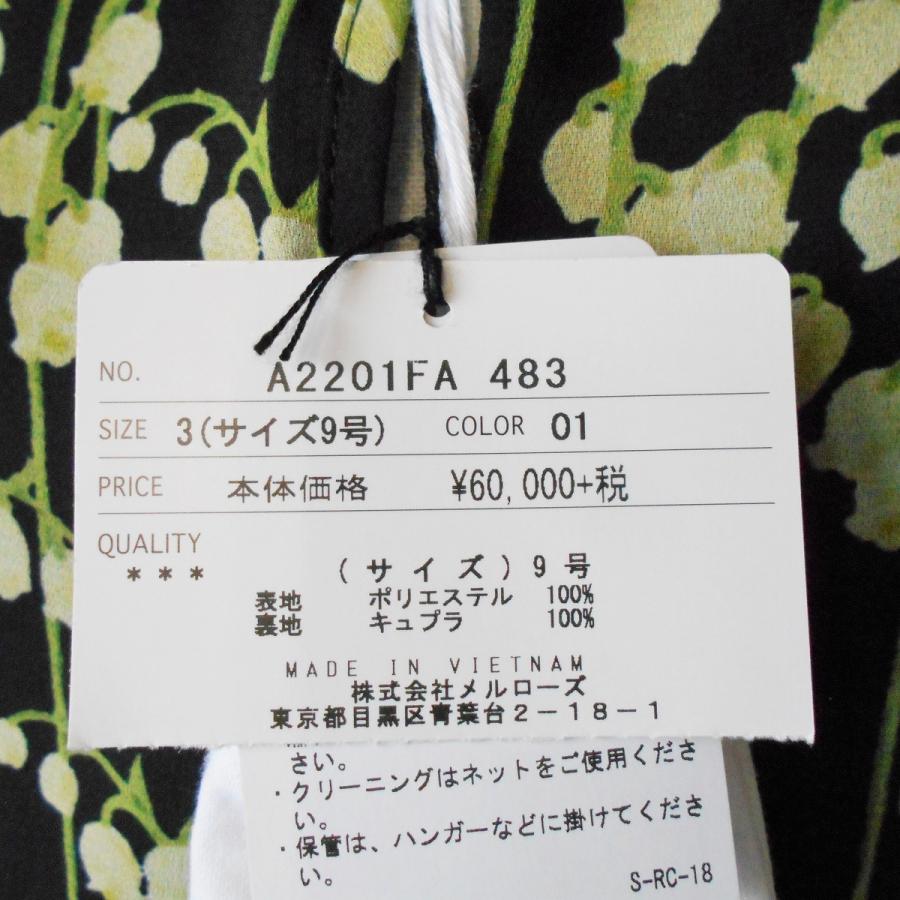 NO. A2201FA 483
SIZE 3(サイズ9号) COLOR 01
PRICE 本体価格 ¥60,000+税
QUALITY
* * *
(サイズ)9号
表地 ポリエステル 100%
裏地 キュプラ 100%
MADE IN VIETNAM
株式会社メルローズ
東京都目黒区青葉台2-18-1
さい。
・クリーニングはネットをご使用くださ
い。
・保管は、ハンガーなどに掛けてくださ
い。
S-RC-18